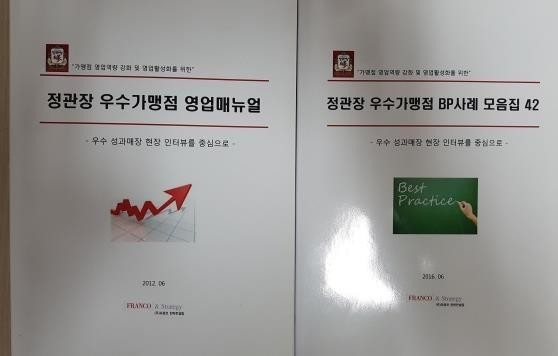 "가맹점 영업역량 강화 및 영업활성화를 위한"
정관장 우수가맹점 영업매뉴얼
- 우수 성과매장 현장 인터뷰를 중심으로 -
2012. 06
FRANCO & Strategy
"가맹점 영업역량 강화 및 영업활성화를 위한"
정관장 우수가맹점 BP사례 모음집 42
- 우수 성과매장 현장 인터뷰를 중심으로 -
Best
Practice
2016. 06
FRANCO & Strategy